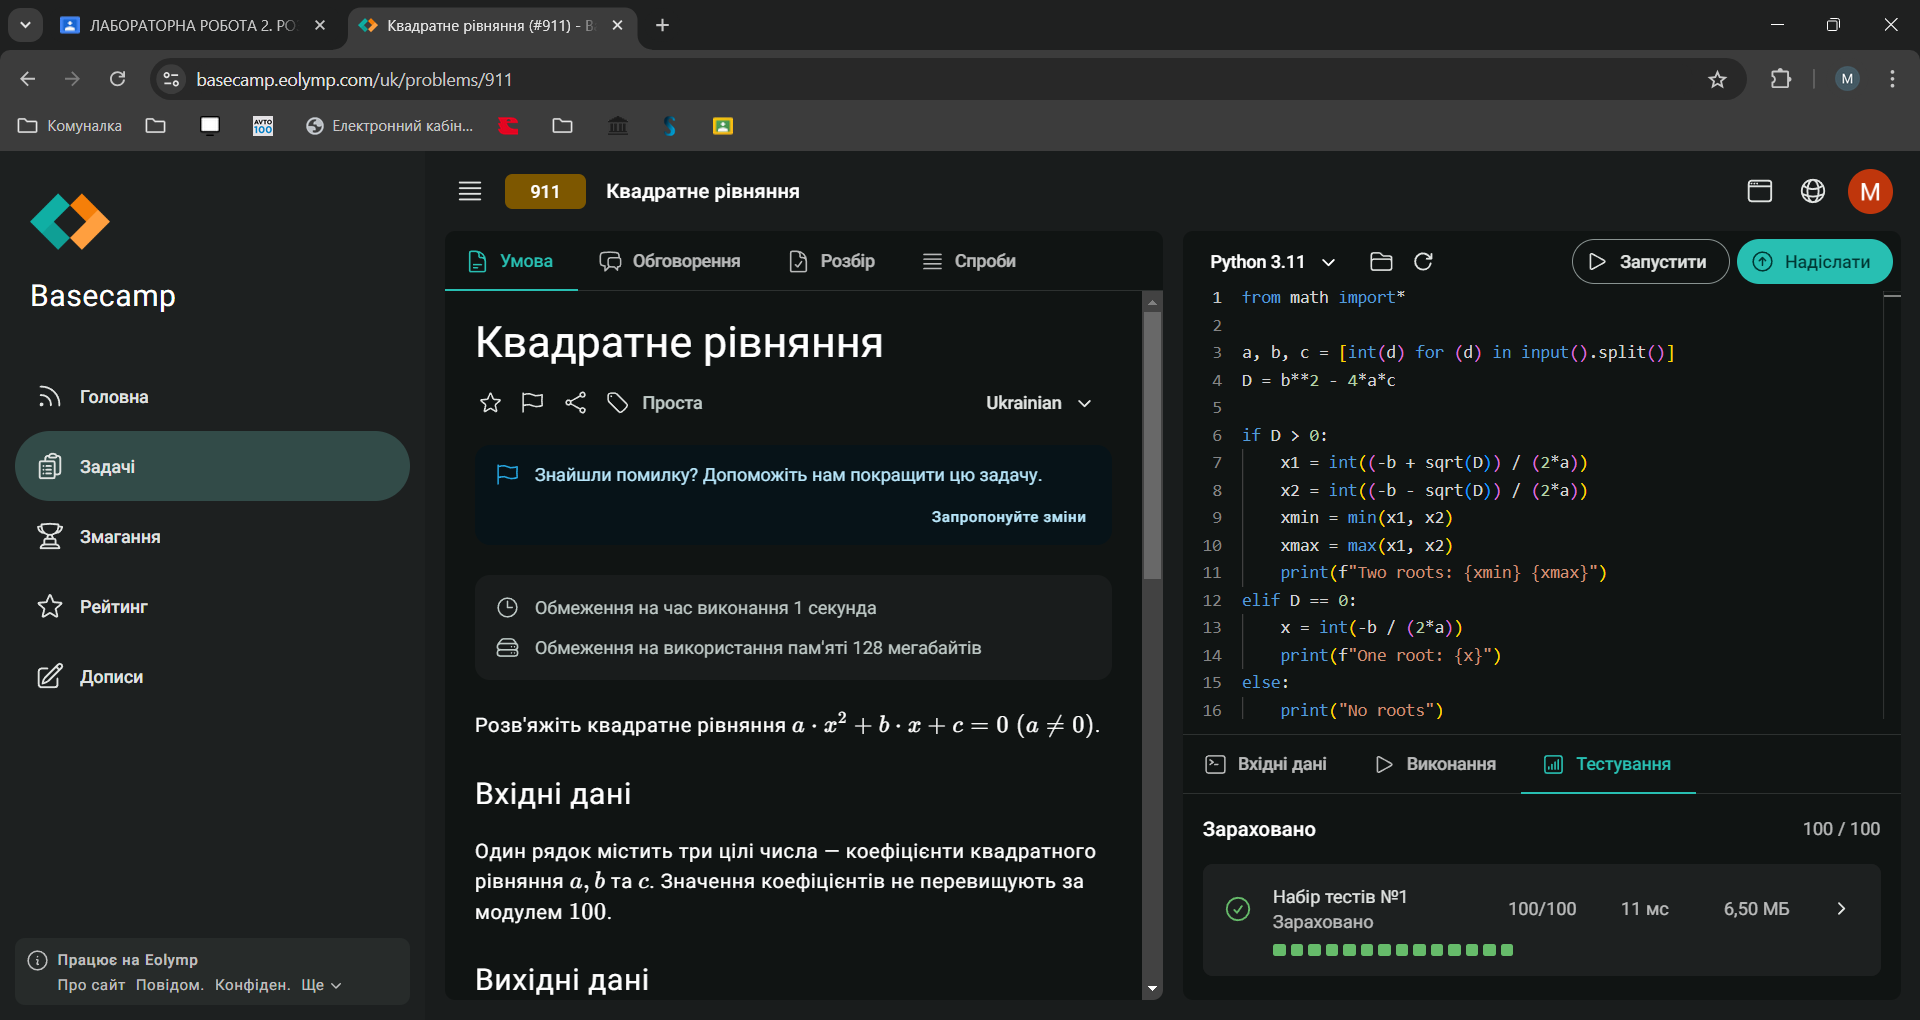 ЛАБОРАТОРНА РОБОТА 2. РО
Квадратне рівняння (#911) - В
basecamp.eolymp.com/uk/problems/911
M
Комуналка
AVTO
100
Електронний кабін...
Basecamp
Головна
Задачі
Змагання
Рейтинг
Дописи
Працює на Eolymp
Про сайт Повідом. Конфіден. Ще
911
Квадратне рівняння
M
Умова
Обговорення
Розбір
Спроби
Квадратне рівняння
Проста
Ukrainian
Знайшли помилку? Допоможіть нам покращити цю задачу.
Запропонуйте зміни
Обмеження на час виконання 1 секунда
Обмеження на використання пам'яті 128 мегабайтів
Розв'яжіть квадратне рівняння a · x² + b · x + c = 0 (a ≠ 0).
Вхідні дані
Один рядок містить три цілі числа — коефіцієнти квадратного
рівняння a, b та c. Значення коефіцієнтів не перевищують за
модулем 100.
Вихідні дані
Python 3.11
Запустити
Надіслати
1 from math import*
2
3 a, b, c = [int(d) for (d) in input().split()]
4 D = b**2 - 4*a*c
5
6 if D > 0:
7 x1 = int((-b + sqrt(D)) / (2*a))
8 x2 = int((-b - sqrt(D)) / (2*a))
9 xmin = min(x1, x2)
10 xmax = max(x1, x2)
11 print(f"Two roots: {xmin} {xmax}")
12 elif D == 0:
13 x = int(-b / (2*a))
14 print(f"One root: {x}")
15 else:
16 print("No roots")
Вхідні дані
Виконання
Тестування
Зараховано
100 / 100
Набір тестів №1
Зараховано
100/100
11 мс
6,50 МБ